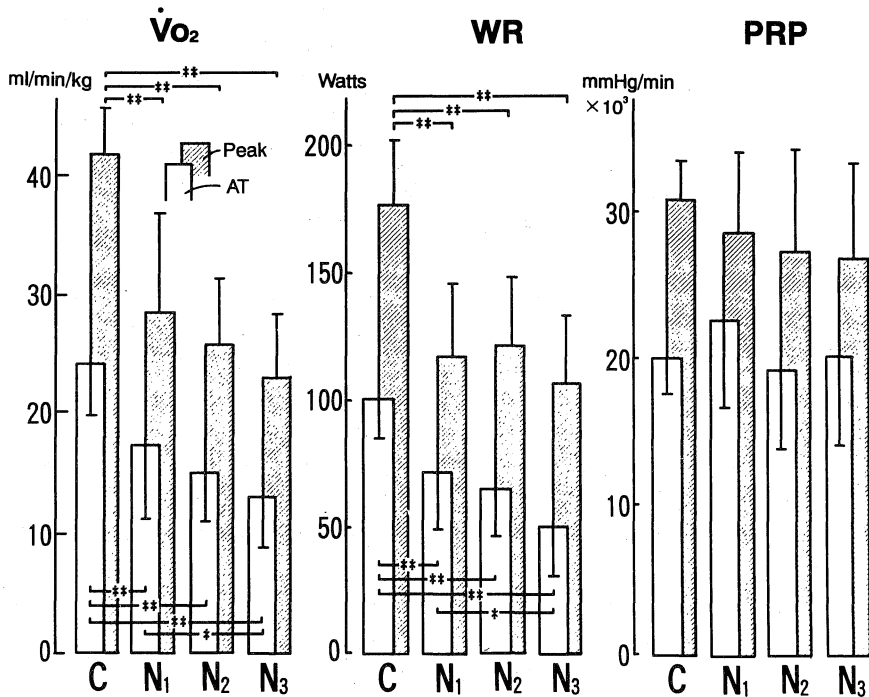 V̇O₂
WR
PRP
ml/min/kg
Watts
mmHg/min
×10³
‡‡
‡‡
‡‡
‡‡
‡‡
‡‡
Peak
AT
40
30
20
10
0
200
150
100
50
0
30
20
10
0
‡‡
‡‡
‡‡
‡
‡‡
‡‡
‡‡
‡
C N₁ N₂ N₃
C N₁ N₂ N₃
C N₁ N₂ N₃